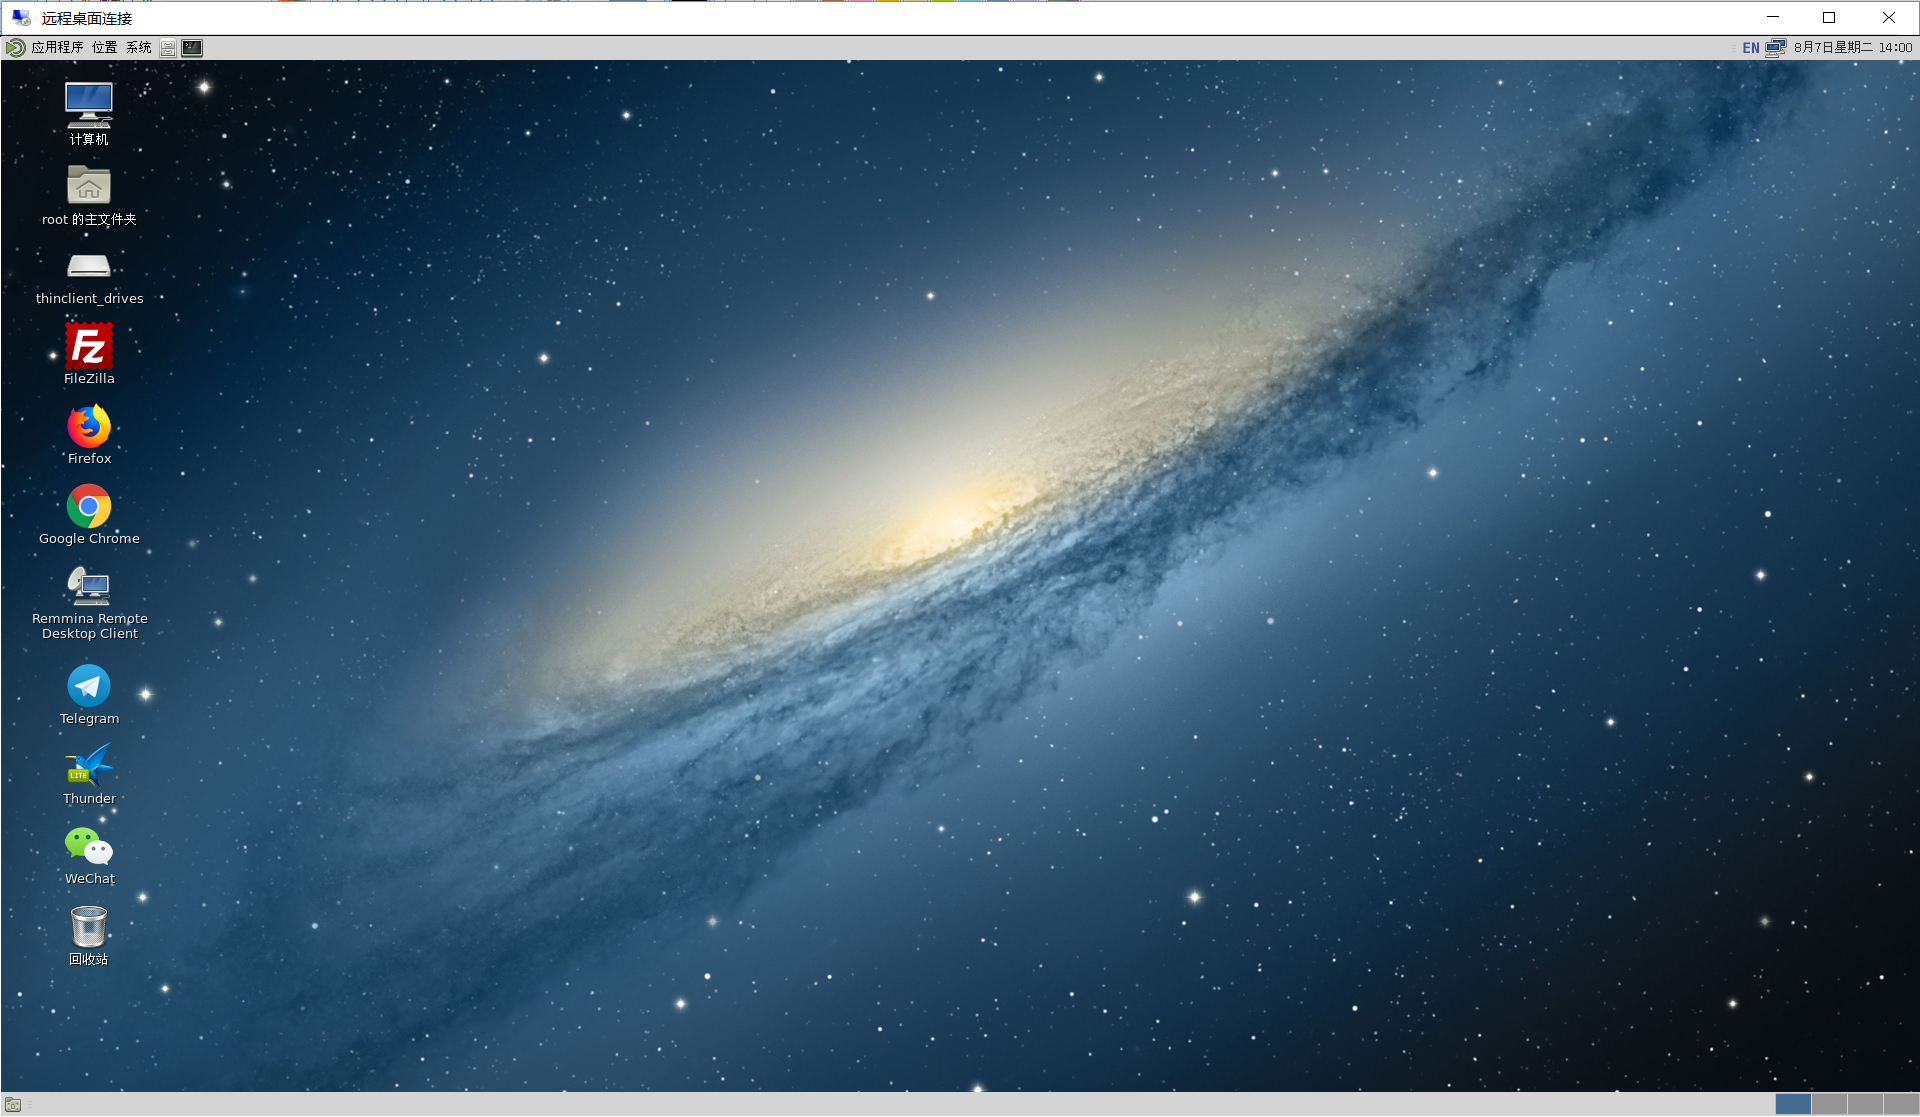 远程桌面连接
应用程序 位置 系统
EN 8月7日星期二 14:00
计算机
root 的主文件夹
thinclient_drives
FileZilla
Firefox
Google Chrome
Remmina Remote
Desktop Client
Telegram
LITE
Thunder
WeChat
回收站